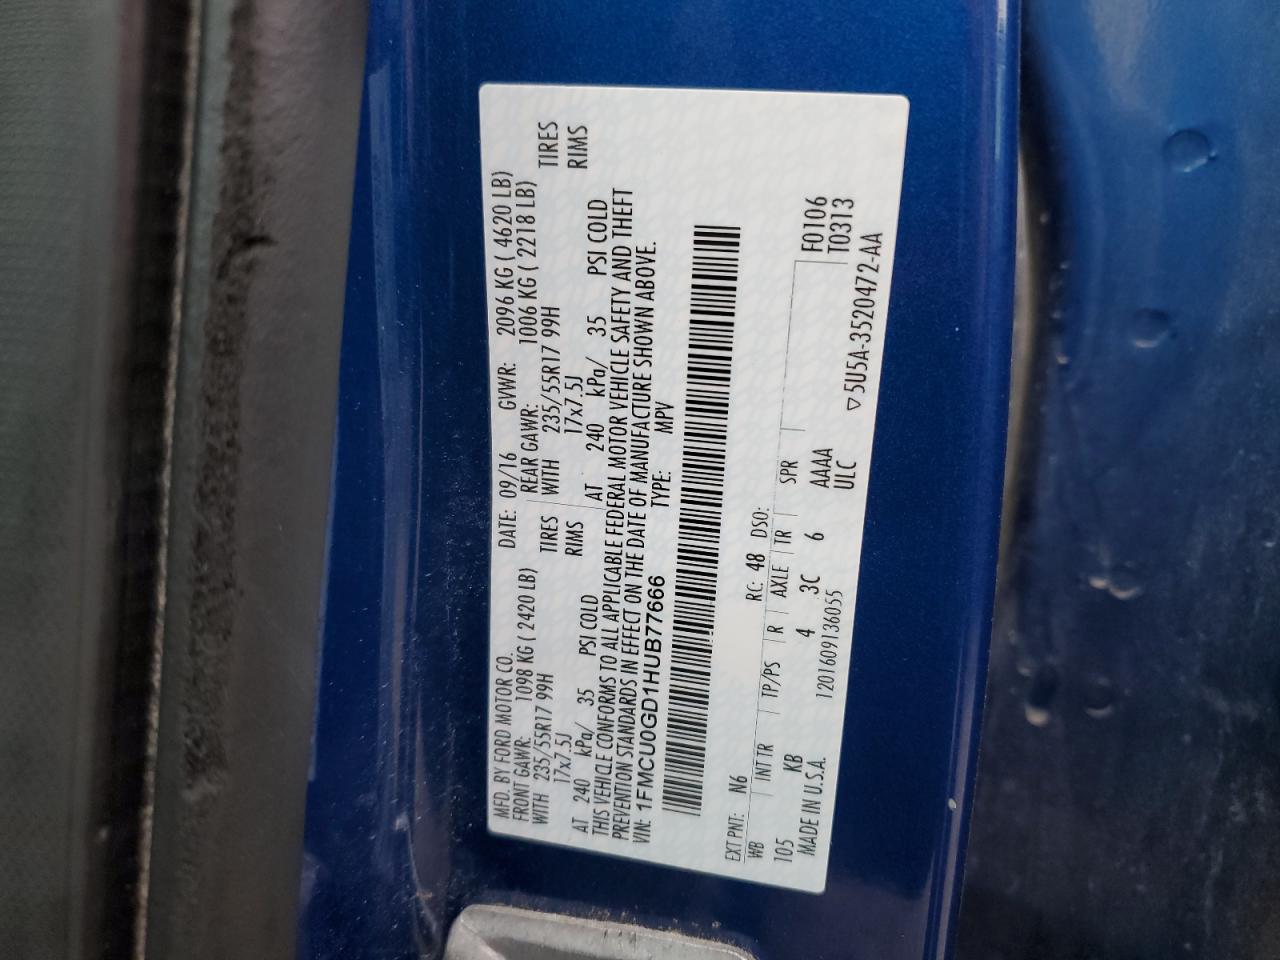 MFD. BY FORD MOTOR CO. DATE: 09/16 GVWR: 2096 KG ( 4620 LB)
FRONT GAWR: 1098 KG ( 2420 LB) REAR GAWR: 1006 KG ( 2218 LB)
WITH 235/55R17 99H TIRES WITH 235/55R17 99H TIRES
17x7.5J RIMS 17x7.5J RIMS
AT 240 kPa/ 35 PSI COLD AT 240 kPa/ 35 PSI COLD
THIS VEHICLE CONFORMS TO ALL APPLICABLE FEDERAL MOTOR VEHICLE SAFETY AND THEFT
PREVENTION STANDARDS IN EFFECT ON THE DATE OF MANUFACTURE SHOWN ABOVE.
VIN: 1FMCU0GD1HUB77666 TYPE: MPV
EXT PNT: N6 RC: 48 DSO:
WB INT TR TP/PS R AXLE TR SPR F0106
105 KB 4 3C 6 AAAA T0313
MADE IN U.S.A. 1201609136055 ULC
▽5U5A-3520472-AA